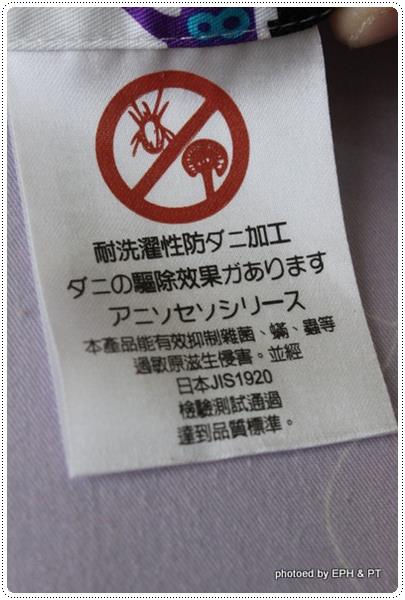 耐洗濯性防ダニ加工
ダニの驅除效果があります
アニソセソシリース
本產品能有效抑制雜菌、蟎、蟲等
過敏原滋生侵害。並經
日本JIS1920
檢驗測試通過
達到品質標準。
photoed by EPH & PT